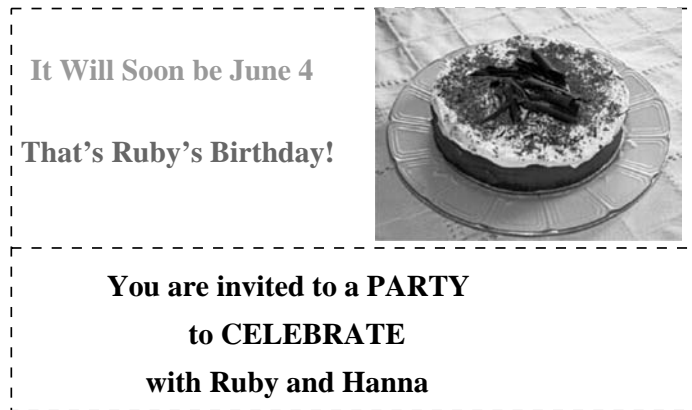 It Will Soon be June 4
That’s Ruby’s Birthday!
You are invited to a PARTY
to CELEBRATE
with Ruby and Hanna